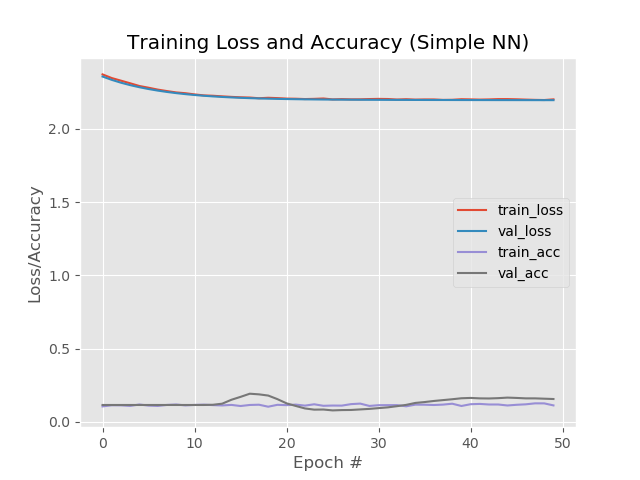 Training Loss and Accuracy (Simple NN)
Loss/Accuracy
2.0
1.5
1.0
0.5
0.0
train_loss
val_loss
train_acc
val_acc
0 10 20 30 40 50
Epoch #